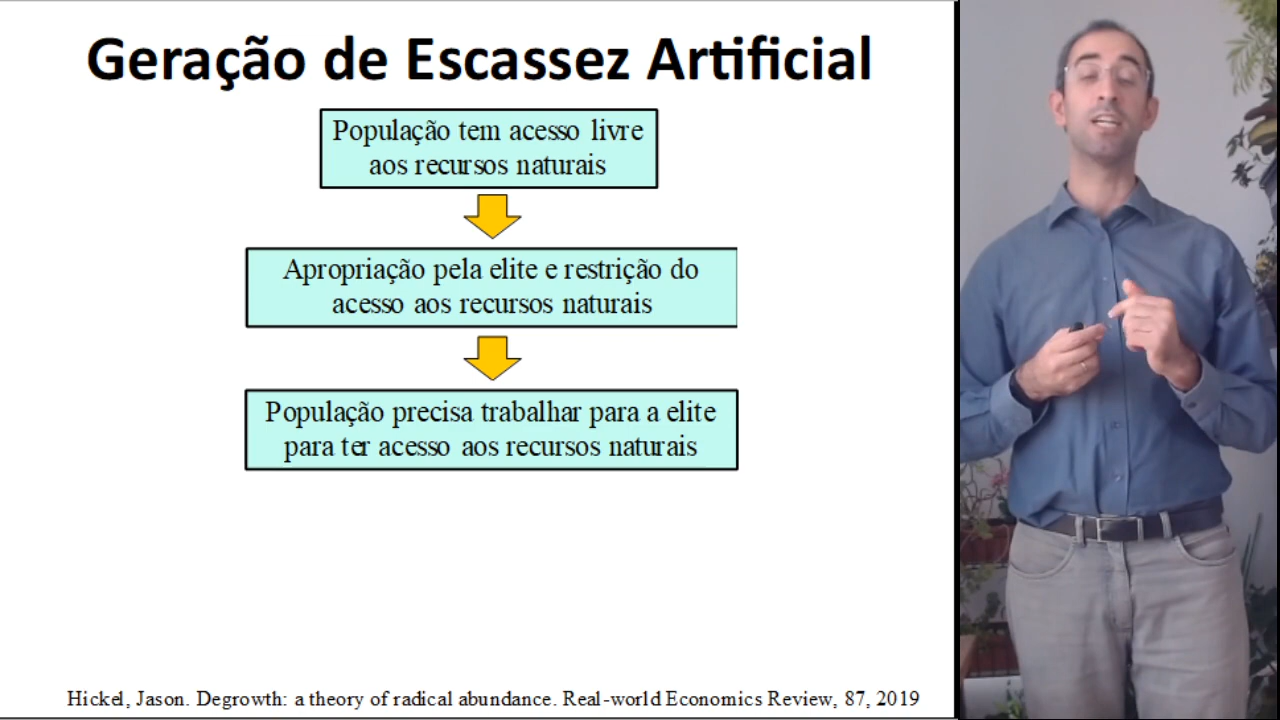 Geração de Escassez Artificial
População tem acesso livre
aos recursos naturais
Apropriação pela elite e restrição do
acesso aos recursos naturais
População precisa trabalhar para a elite
para ter acesso aos recursos naturais
Hickel, Jason. Degrowth: a theory of radical abundance. Real-world Economics Review, 87, 2019